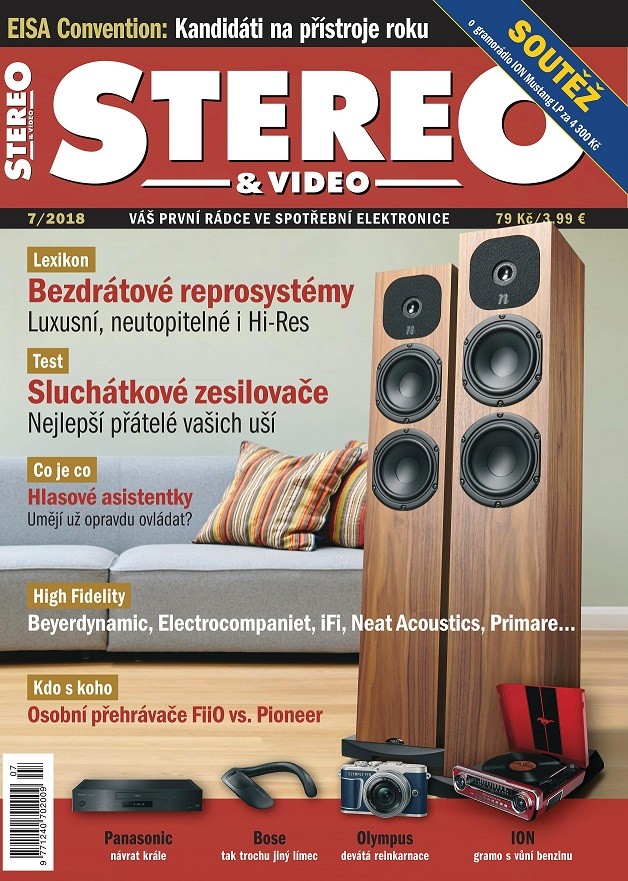 EISA Convention: Kandidáti na přístroje roku
SOUTĚŽ
o gramorádio ION Mustang LP za 4 300 Kč
STEREO
& VIDEO
STEREO
& VIDEO
7/2018 VÁŠ PRVNÍ RÁDCE VE SPOTŘEBNÍ ELEKTRONICE 79 Kč/3,99 €
Lexikon
Bezdrátové reprosystémy
Luxusní, neutopitelné i Hi-Res
Test
Sluchátkové zesilovače
Nejlepší přátelé vašich uší
Co je co
Hlasové asistentky
Umějí už opravdu ovládat?
High Fidelity
Beyerdynamic, Electrocompaniet, iFi, Neat Acoustics, Primare...
Kdo s koho
Osobní přehrávače FiiO vs. Pioneer
n
n
OLYMPUS PEN
07
9 771240 702009
Panasonic
návrat krále
Bose
tak trochu jiný límec
Olympus
devátá reinkarnace
ION
gramo s vůní benzinu